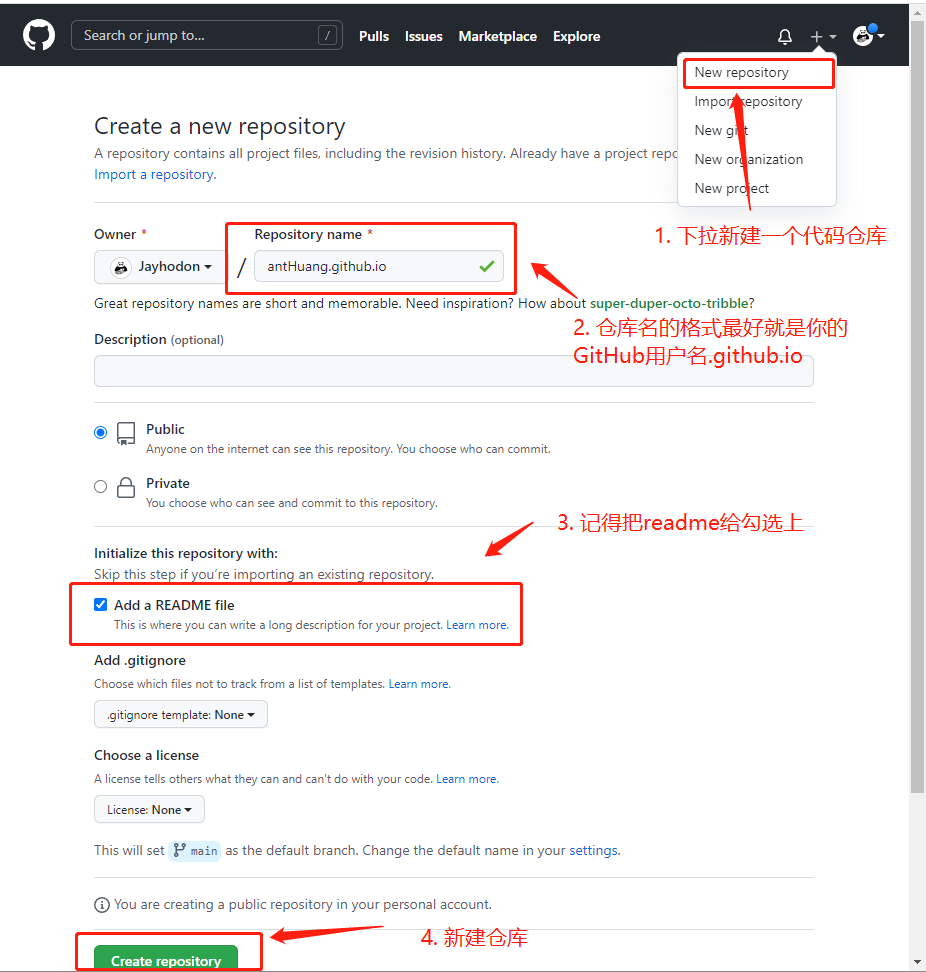 Search or jump to...
/
Pulls
Issues
Marketplace
Explore
New repository
Import repository
New gist
New organization
New project
1. 下拉新建一个代码仓库
Create a new repository
A repository contains all project files, including the revision history. Already have a project repo
Import a repository.
Owner *
Repository name *
Jayhodon
/
antHuang.github.io
Great repository names are short and memorable. Need inspiration? How about super-duper-octo-tribble?
2. 仓库名的格式最好就是你的
GitHub用户名.github.io
Description (optional)
Public
Anyone on the internet can see this repository. You choose who can commit.
Private
You choose who can see and commit to this repository.
3. 记得把readme给勾选上
Initialize this repository with:
Skip this step if you're importing an existing repository.
Add a README file
This is where you can write a long description for your project. Learn more.
Add .gitignore
Choose which files not to track from a list of templates. Learn more.
.gitignore template: None
Choose a license
A license tells others what they can and can't do with your code. Learn more.
License: None
This will set main as the default branch. Change the default name in your settings.
You are creating a public repository in your personal account.
4. 新建仓库
Create repository